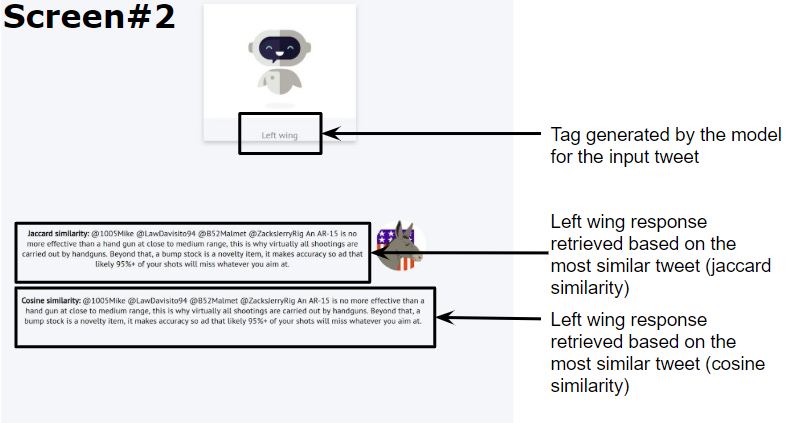 Screen#2
Left wing
Tag generated by the model
for the input tweet
Jaccard similarity: @1005Mike @LawDavisito94 @B52Malmet @ZacksJerryRig An AR-15 is no
more effective than a hand gun at close to medium range, this is why virtually all shootings are
carried out by handguns. Beyond that, a bump stock is a novelty item, it makes accuracy so ad that
likely 95%+ of your shots will miss whatever you aim at.
Left wing response
retrieved based on the
most similar tweet (jaccard
similarity)
Cosine similarity: @1005Mike @LawDavisito94 @B52Malmet @ZacksJerryRig An AR-15 is no more effective than a
hand gun at close to medium range, this is why virtually all shootings are carried out by handguns. Beyond that, a
bump stock is a novelty item, it makes accuracy so ad that likely 95%+ of your shots will miss whatever you aim at.
Left wing response
retrieved based on the
most similar tweet (cosine
similarity)